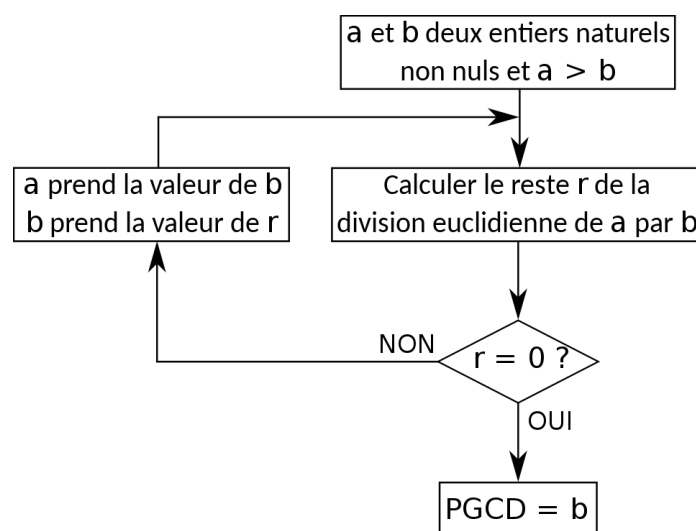 a et b deux entiers naturels
non nuls et a > b
a prend la valeur de b
b prend la valeur de r
Calculer le reste r de la
division euclidienne de a par b
NON
r = 0 ?
OUI
PGCD = b